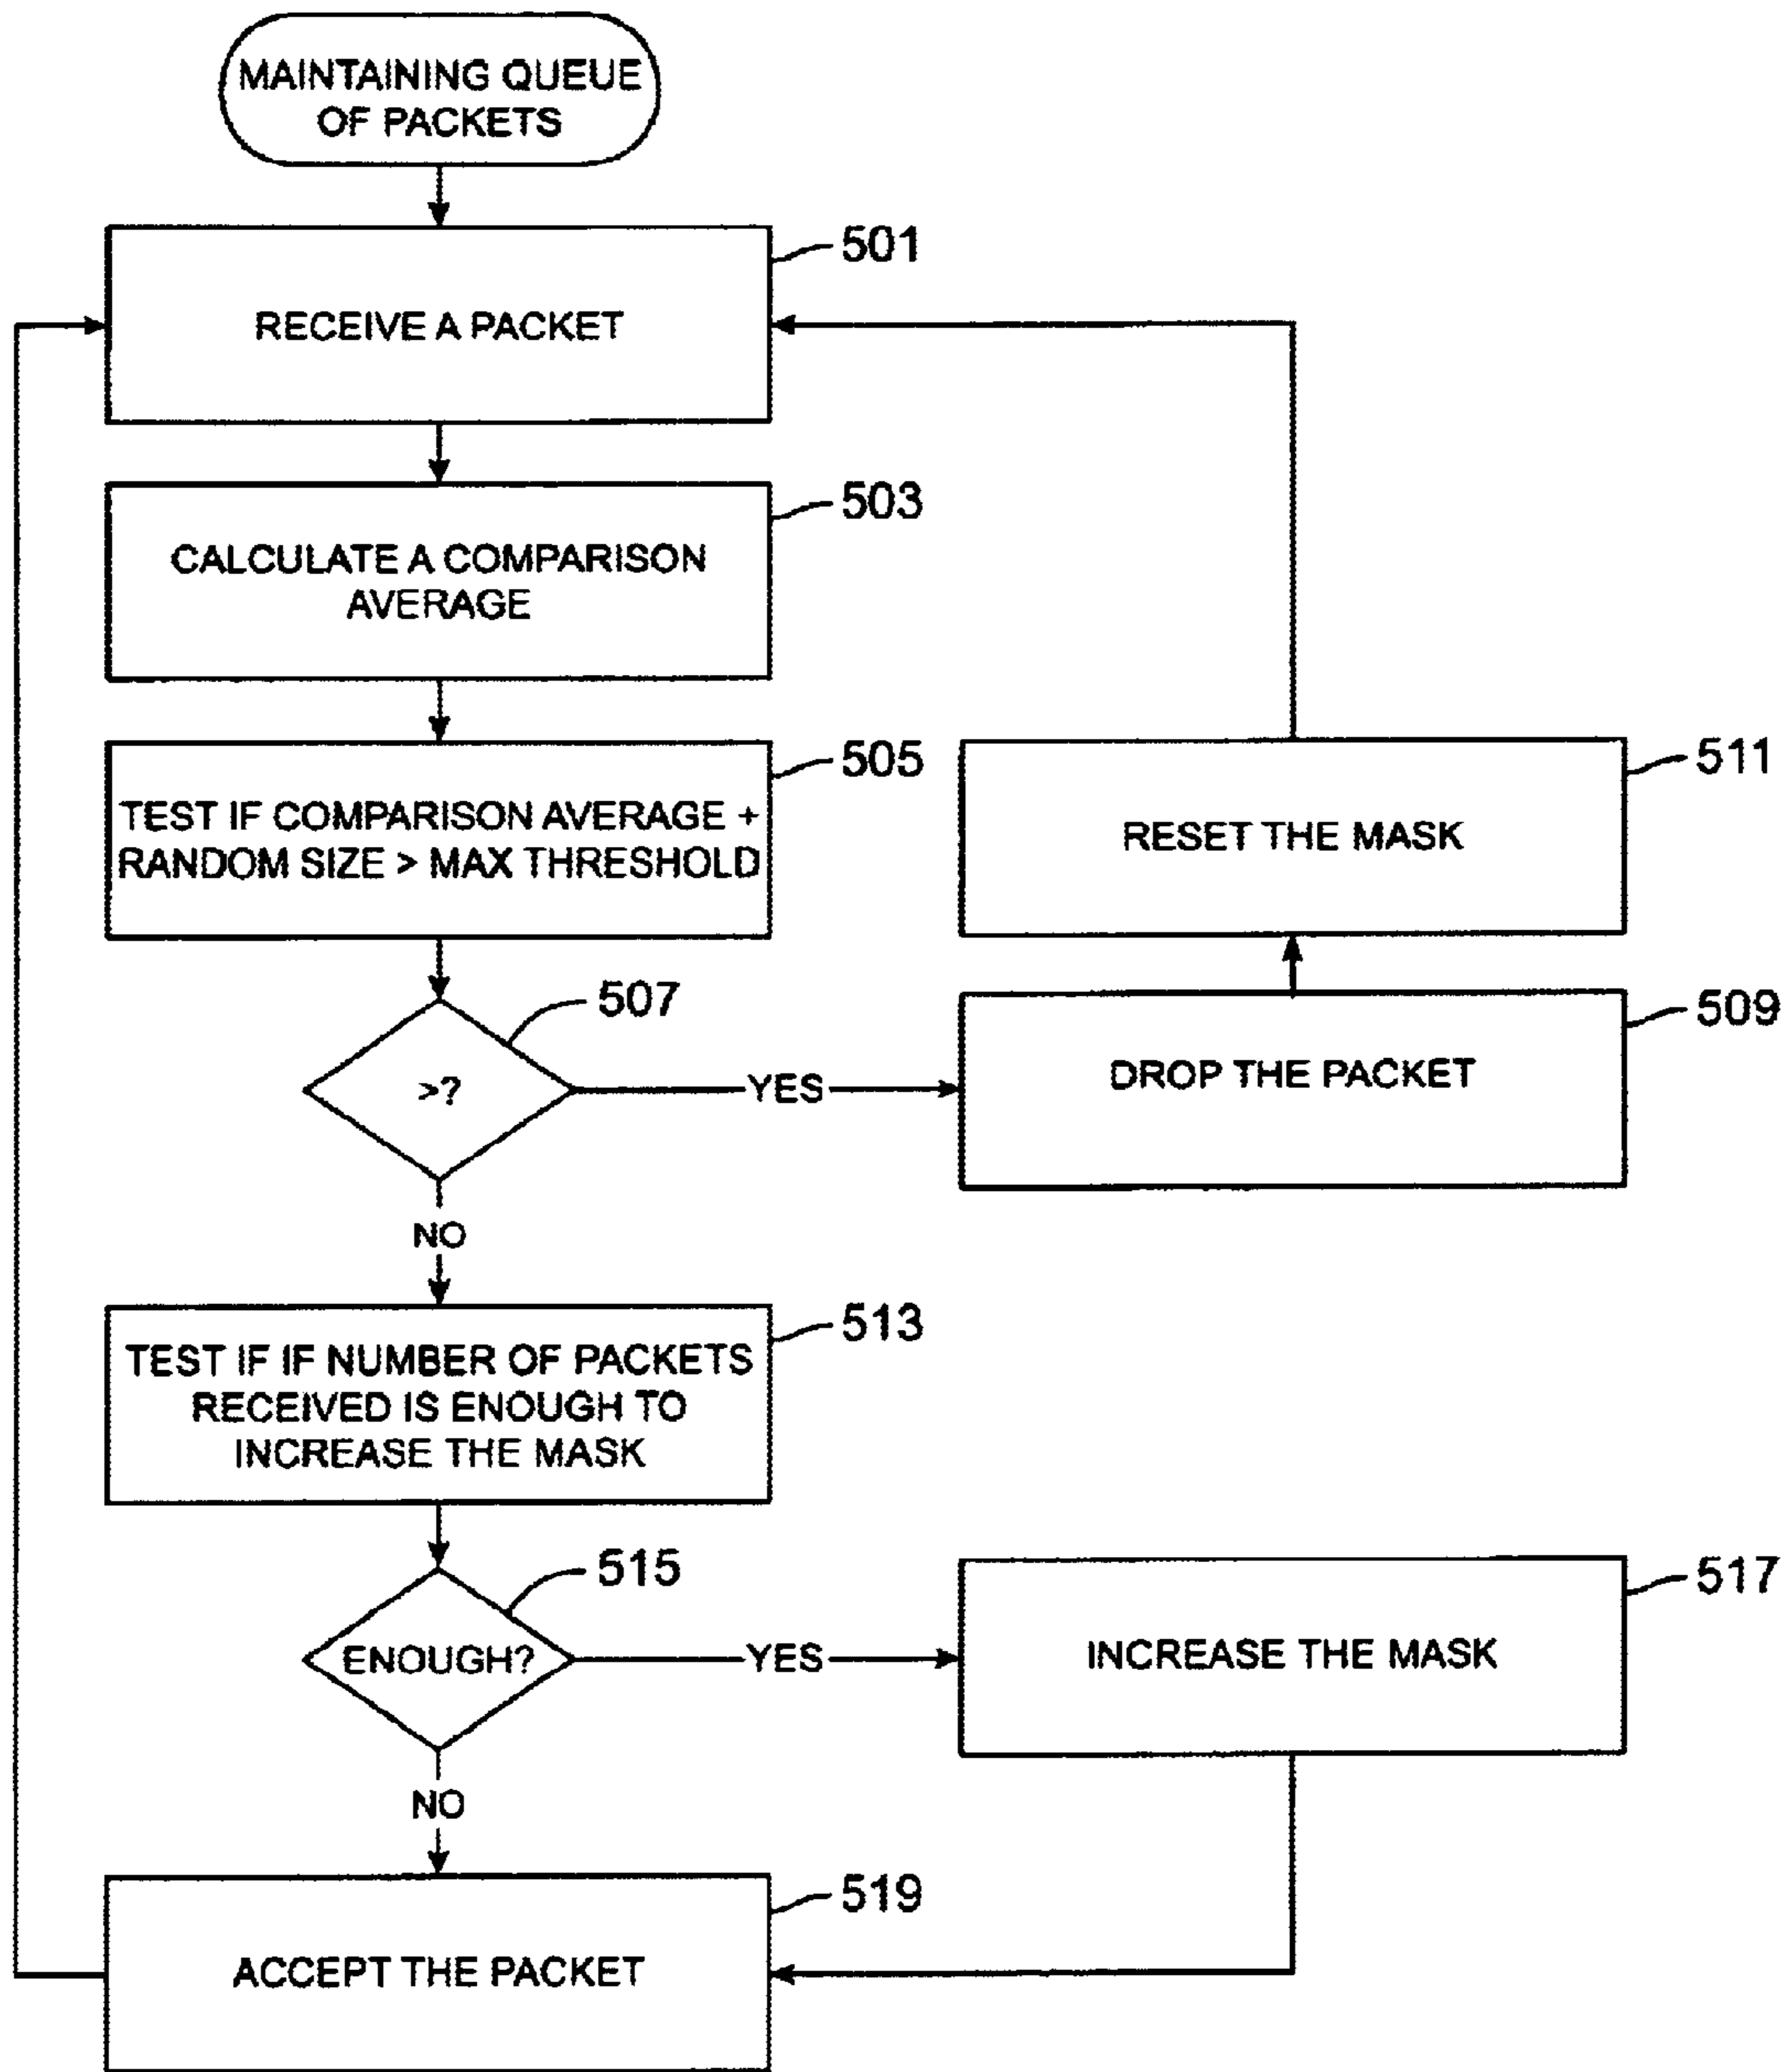 MAINTAINING QUEUE
OF PACKETS
501
RECEIVE A PACKET
503
CALCULATE A COMPARISON
AVERAGE
505
TEST IF COMPARISON AVERAGE +
RANDOM SIZE > MAX THRESHOLD
511
RESET THE MASK
507
>?
YES
509
DROP THE PACKET
NO
513
TEST IF IF NUMBER OF PACKETS
RECEIVED IS ENOUGH TO
INCREASE THE MASK
515
ENOUGH?
YES
517
INCREASE THE MASK
NO
519
ACCEPT THE PACKET